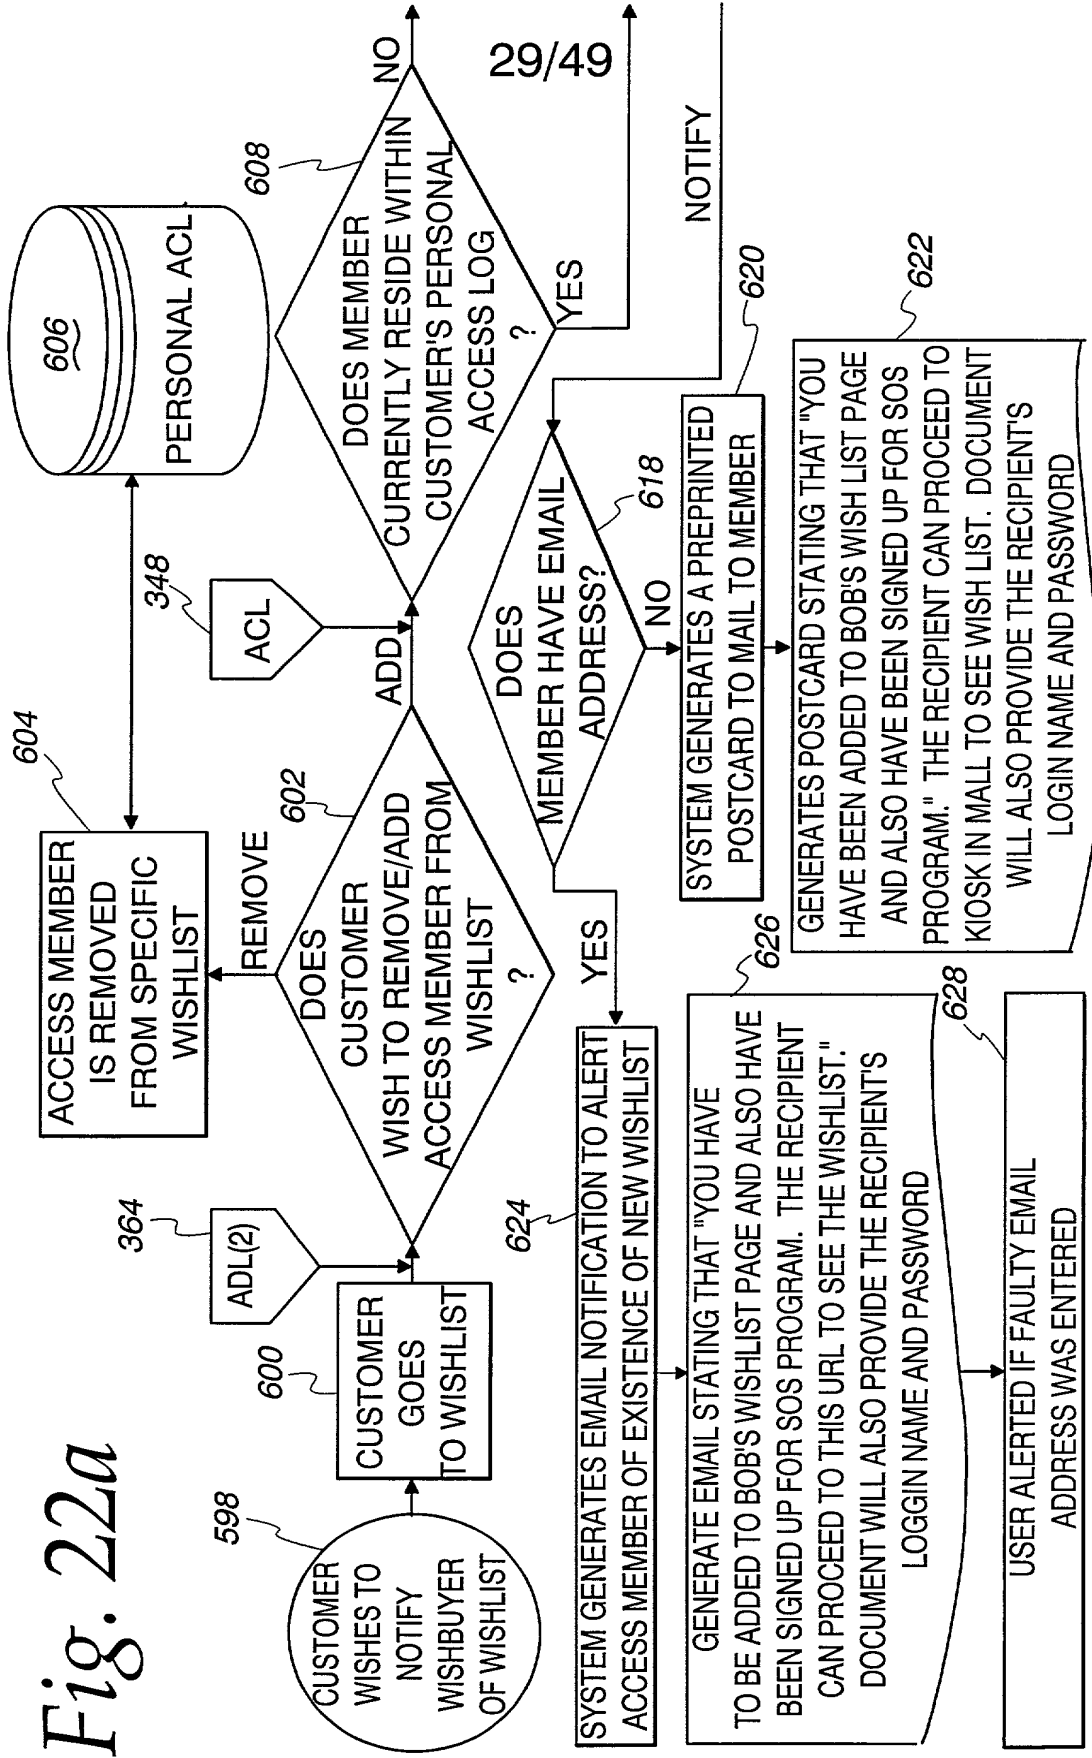 Fig. 22a
29/49
598
CUSTOMER
WISHES TO
NOTIFY
WISHBUYER
OF WISHLIST
600
CUSTOMER
GOES
TO WISHLIST
364
ADL(2)
602
DOES
CUSTOMER
WISH TO REMOVE/ADD
ACCESS MEMBER FROM
WISHLIST
?
REMOVE
604
ACCESS MEMBER
IS REMOVED
FROM SPECIFIC
WISHLIST
606
PERSONAL ACL
ADD
348
ACL
608
DOES MEMBER
CURRENTLY RESIDE WITHIN
CUSTOMER'S PERSONAL
ACCESS LOG
?
NO
YES
NOTIFY
618
DOES
MEMBER HAVE EMAIL
ADDRESS?
NO
620
SYSTEM GENERATES A PREPRINTED
POSTCARD TO MAIL TO MEMBER
622
GENERATES POSTCARD STATING THAT "YOU
HAVE BEEN ADDED TO BOB'S WISH LIST PAGE
AND ALSO HAVE BEEN SIGNED UP FOR SOS
PROGRAM." THE RECIPIENT CAN PROCEED TO
KIOSK IN MALL TO SEE WISH LIST. DOCUMENT
WILL ALSO PROVIDE THE RECIPIENT'S
LOGIN NAME AND PASSWORD
YES
624
SYSTEM GENERATES EMAIL NOTIFICATION TO ALERT
ACCESS MEMBER OF EXISTENCE OF NEW WISHLIST
626
GENERATE EMAIL STATING THAT "YOU HAVE
TO BE ADDED TO BOB'S WISHLIST PAGE AND ALSO HAVE
BEEN SIGNED UP FOR SOS PROGRAM. THE RECIPIENT
CAN PROCEED TO THIS URL TO SEE THE WISHLIST."
DOCUMENT WILL ALSO PROVIDE THE RECIPIENT'S
LOGGIN NAME AND PASSWORD
628
USER ALERTED IF FAULTY EMAIL
ADDRESS WAS ENTERED